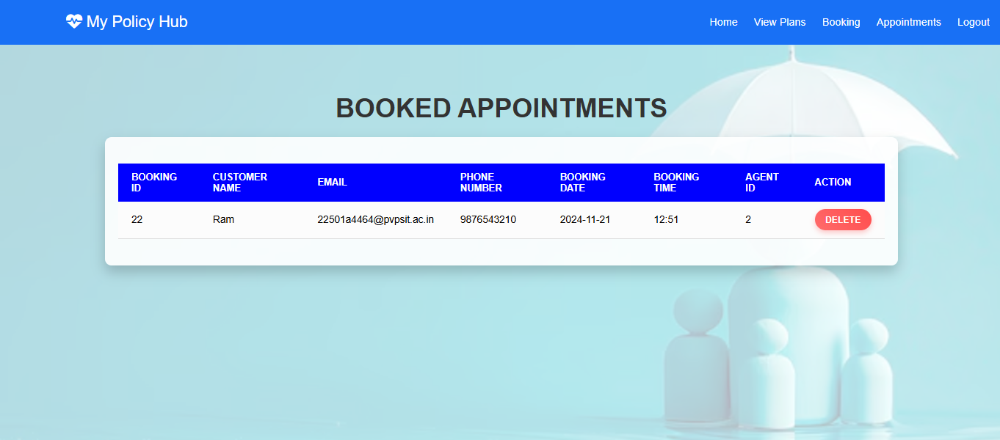 My Policy Hub Home View Plans Booking Appointments Logout
BOOKED APPOINTMENTS
BOOKING ID CUSTOMER NAME EMAIL PHONE NUMBER BOOKING DATE BOOKING TIME AGENT ID ACTION
22 Ram 22501a4464@pvpsit.ac.in 9876543210 2024-11-21 12:51 2 DELETE